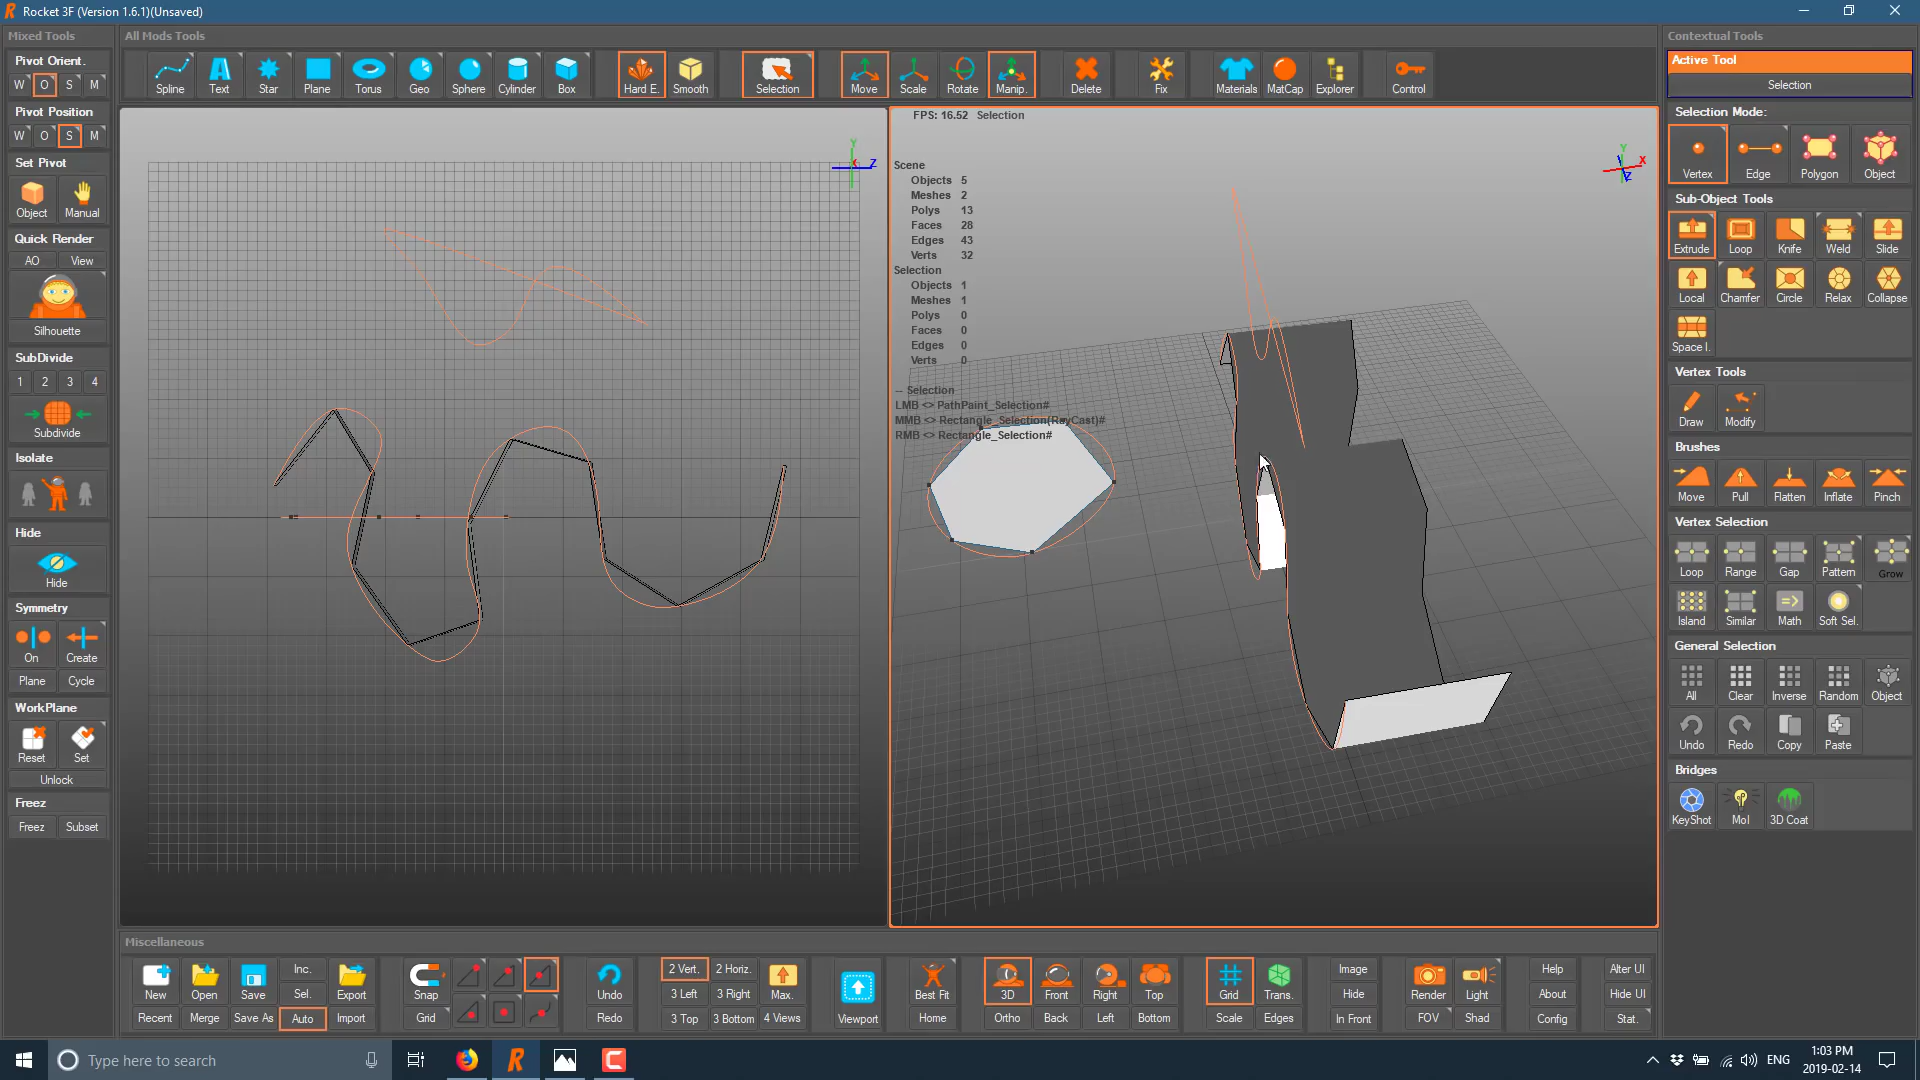 Rocket 3F (Version 1.6.1)(Unsaved)
Mixed Tools
All Mods Tools
Contextual Tools
Pivot Orient.
W O S M
Pivot Position
W O S M
Set Pivot
Object Manual
Quick Render
AO View
Silhouette
SubDivide
1 2 3 4
Subdivide
Isolate
Hide
Hide
Symmetry
On Create
Plane Cycle
WorkPlane
Reset Set
Unlock
Freez
Freez Subset
Spline Text Star Plane Torus Geo Sphere Cylinder Box Hard E. Smooth Selection Move Scale Rotate Manip. Delete Fix Materials MatCap Explorer Control
Y
X
Z
FPS: 16.52 Selection
Scene
Objects 5
Meshes 2
Polys 13
Faces 28
Edges 43
Verts 32
Selection
Objects 1
Meshes 1
Polys 0
Faces 0
Edges 0
Verts 0
-- Selection
LMB <> PathPaint_Selection#
MMB <> Rectangle_Selection(RayCast)#
RMB <> Rectangle_Selection#
Y
X
Z
Active Tool
Selection
Selection Mode:
Vertex Edge Polygon Object
Sub-Object Tools
Extrude Loop Knife Weld Slide
Local Chamfer Circle Relax Collapse
Space I.
Vertex Tools
Draw Modify
Brushes
Move Pull Flatten Inflate Pinch
Vertex Selection
Loop Range Gap Pattern Grow
Island Similar Math Soft Sel.
General Selection
All Clear Inverse Random Object
Undo Redo Copy Paste
Bridges
KeyShot MoI 3D Coat
Miscellaneous
New Open Save Inc. Export Snap Undo 2 Vert. 2 Horiz. Max. Viewport Best Fit 3D Front Right Top Grid Trans. Image Render Light Help Alter UI
Sel. 3 Left 3 Right Hide About Hide UI
Recent Merge Save As Auto Import Grid Redo 3 Top 3 Bottom 4 Views Home Ortho Back Left Bottom Scale Edges In Front FOV Shad Config Stat.
Type here to search
ENG
1:03 PM
2019-02-14